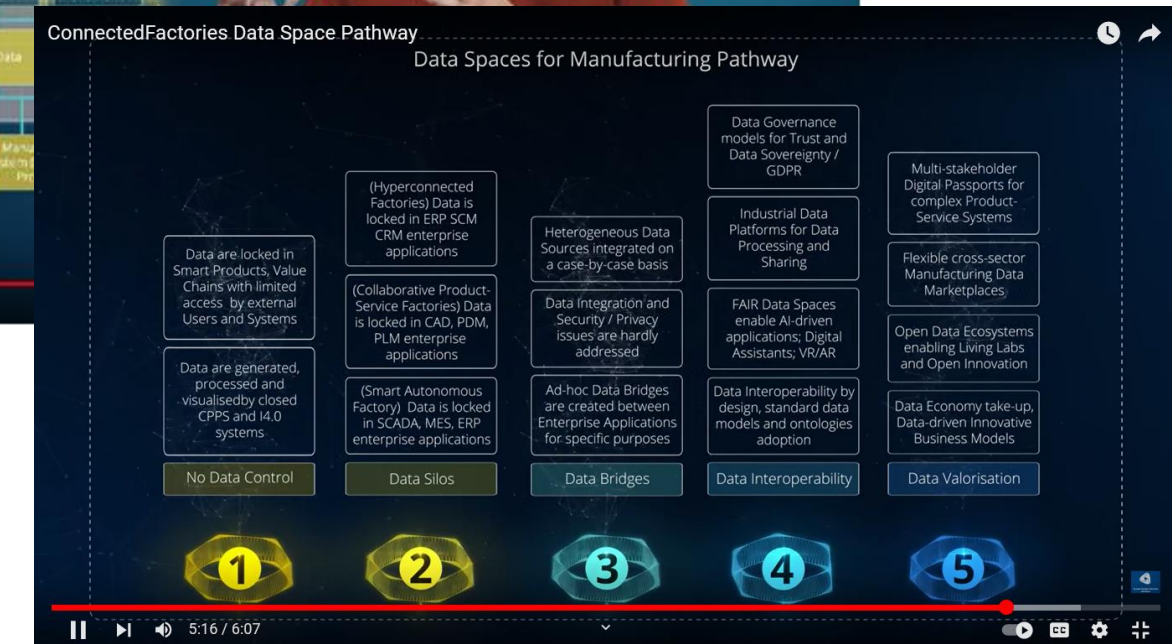 Data
ConnectedFactories Data Space Pathway
Data Spaces for Manufacturing Pathway
Data are locked in
Smart Products, Value
Chains with limited
access by external
Users and Systems
Data are generated,
processed and
visualisedby closed
CPPS and I4.0
systems
No Data Control
1
(Hyperconnected
Factories) Data is
locked in ERP SCM
CRM enterprise
applications
(Collaborative Product-
Service Factories) Data
is locked in CAD, PDM,
PLM enterprise
applications
(Smart Autonomous
Factory) Data is locked
in SCADA, MES, ERP
enterprise applications
Data Silos
2
Heterogeneous Data
Sources integrated on
a case-by-case basis
Data Integration and
Security / Privacy
issues are hardly
addressed
Ad-hoc Data Bridges
are created between
Enterprise Applications
for specific purposes
Data Bridges
3
Data Governance
models for Trust and
Data Sovereignty /
GDPR
Industrial Data
Platforms for Data
Processing and
Sharing
FAIR Data Spaces
enable AI-driven
applications; Digital
Assistants; VR/AR
Data Interoperability by
design, standard data
models and ontologies
adoption
Data Interoperability
4
Multi-stakeholder
Digital Passports for
complex Product-
Service Systems
Flexible cross-sector
Manufacturing Data
Marketplaces
Open Data Ecosystems
enabling Living Labs
and Open Innovation
Data Economy take-up,
Data-driven Innovative
Business Models
Data Valorisation
5
5:16 / 6:07
CC